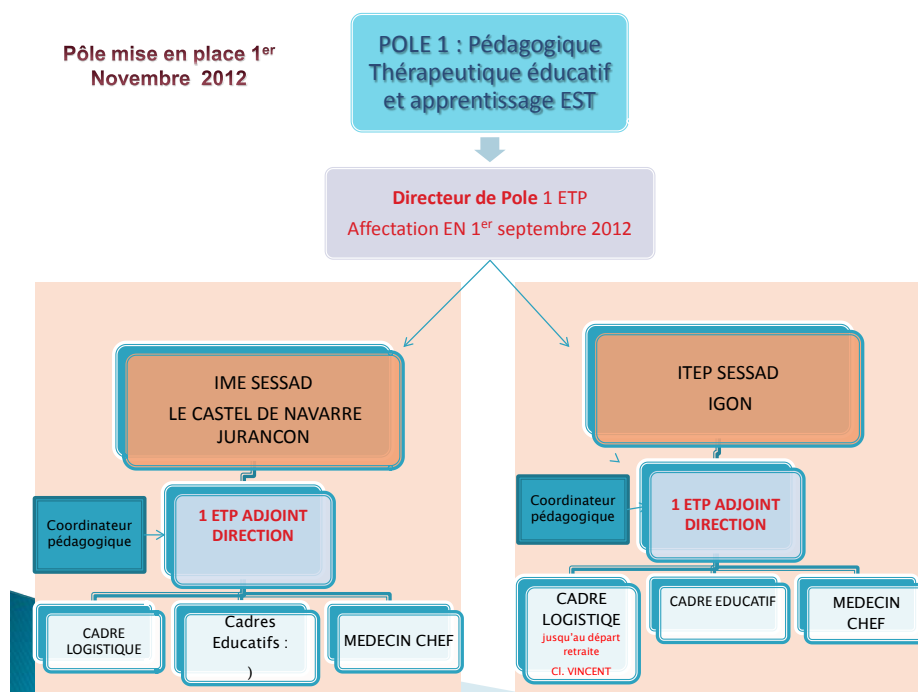 Pôle mise en place 1er
Novembre 2012
POLE 1 : Pédagogique
Thérapeutique éducatif
et apprentissage EST
Directeur de Pole 1 ETP
Affectation EN 1er septembre 2012
IME SESSAD
LE CASTEL DE NAVARRE
JURANCON
Coordinateur
pédagogique
1 ETP ADJOINT
DIRECTION
CADRE
LOGISTIQUE
Cadres
Educatifs :
)
MEDECIN CHEF
ITEP SESSAD
IGON
Coordinateur
pédagogique
1 ETP ADJOINT
DIRECTION
CADRE
LOGISTIQE
jusqu'au départ
retraite
Cl. VINCENT
CADRE EDUCATIF
MEDECIN
CHEF